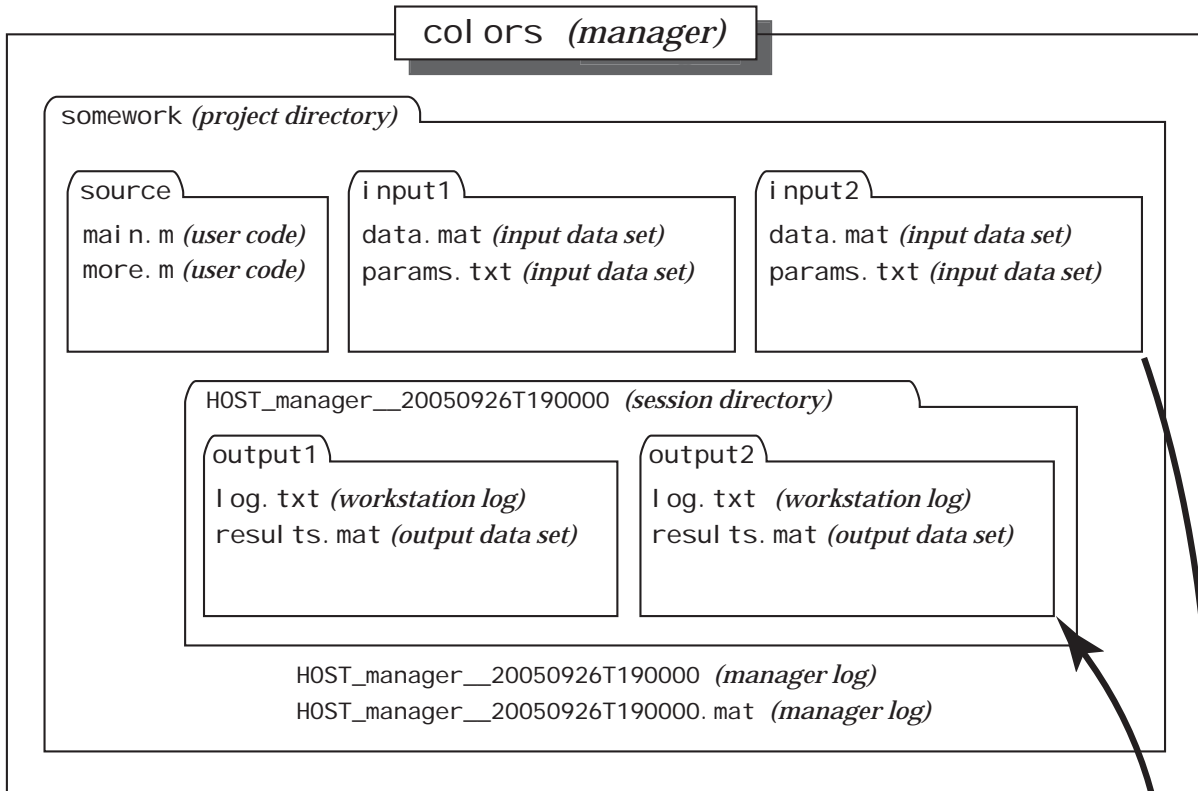 colors (manager)
somework (project directory)
source
main.m (user code)
more.m (user code)
input1
data.mat (input data set)
params.txt (input data set)
input2
data.mat (input data set)
params.txt (input data set)
HOST_manager__20050926T190000 (session directory)
output1
log.txt (workstation log)
results.mat (output data set)
output2
log.txt (workstation log)
results.mat (output data set)
HOST_manager__20050926T190000 (manager log)
HOST_manager__20050926T190000.mat (manager log)